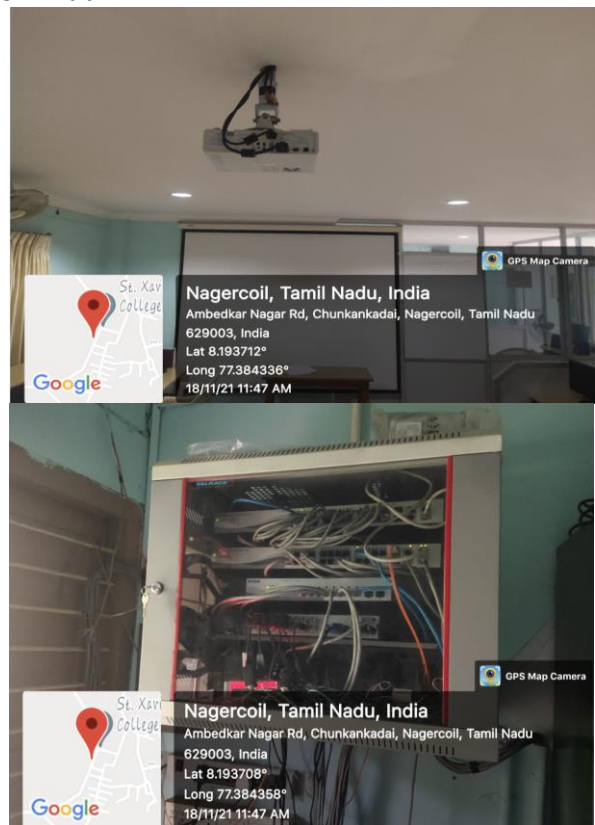 GPS Map Camera
St. Xav
College
Google
Nagercoil, Tamil Nadu, India
Ambedkar Nagar Rd, Chunkankadai, Nagercoil, Tamil Nadu
629003, India
Lat 8.193712°
Long 77.384336°
18/11/21 11:47 AM
GPS Map Camera
St. Xavi
College
Google
Nagercoil, Tamil Nadu, India
Ambedkar Nagar Rd, Chunkankadai, Nagercoil, Tamil Nadu
629003, India
Lat 8.193708°
Long 77.384358°
18/11/21 11:47 AM